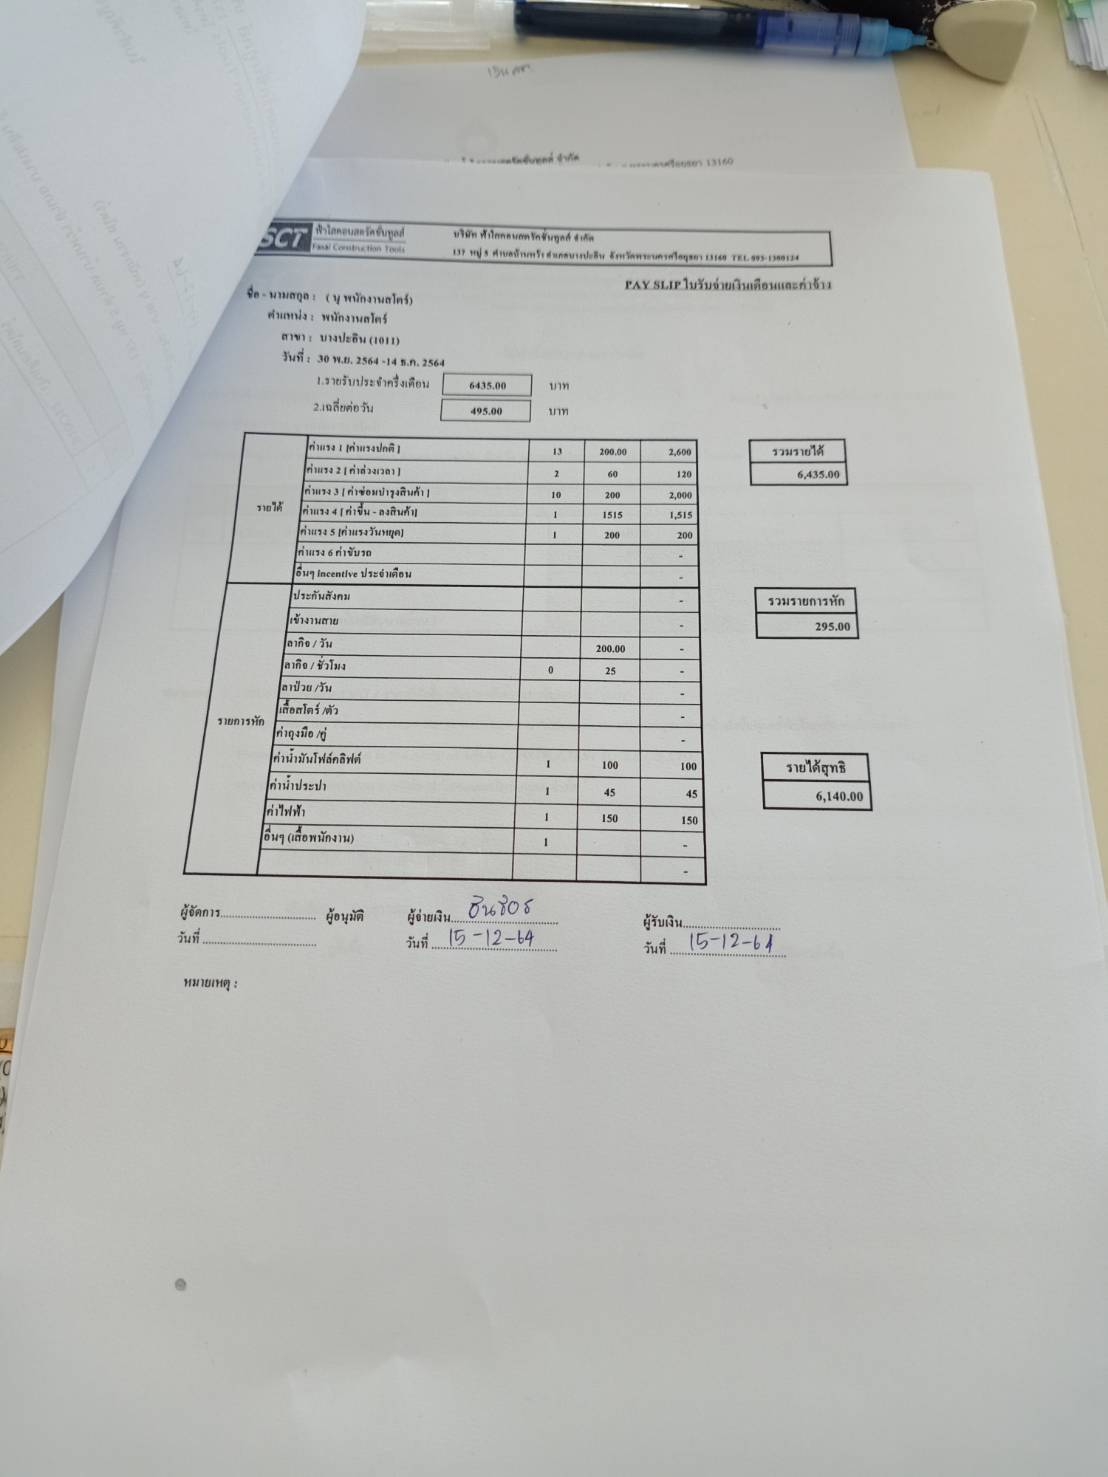 เงินสด
13160
SCT ฟ้าใสคอนสตรัคชั่นทูลส์
Fasai Construction Tools
บริษัท ฟ้าใสคอนสตรัคชั่นทูลส์ จำกัด
137 หมู่ 5 ตำบลบ้านหว้า อำเภอบางปะอิน จังหวัดพระนครศรีอยุธยา 13160 TEL.
PAY SLIP ใบรับจ่ายเงินเดือนและค่าจ้าง
ชื่อ - นามสกุล : ( นุ พนักงานสโตร์)
ตำแหน่ง : พนักงานสโตร์
สาขา : บางปะอิน (1011)
วันที่ : 30 พ.ย. 2564 -14 ธ.ค. 2564
1.รายรับประจำครึ่งเดือน 6435.00 บาท
2.เฉลี่ยต่อวัน 495.00 บาท
รายได้
ค่าแรง 1 [ค่าแรงปกติ ] 13 200.00 2,600
ค่าแรง 2 [ ค่าล่วงเวลา ] 2 60 120
ค่าแรง 3 [ ค่าซ่อมบำรุงสินค้า ] 10 200 2,000
ค่าแรง 4 [ ค่าขึ้น - ลงสินค้า] 1 1515 1,515
ค่าแรง 5 [ค่าแรงวันหยุด] 1 200 200
ค่าแรง 6 ค่าขับรถ -
อื่นๆ Incentive ประจำเดือน -
รวมรายได้
6,435.00
รายการหัก
ประกันสังคม -
เข้างานสาย -
ลากิจ / วัน 200.00 -
ลากิจ / ชั่วโมง 0 25 -
ลาป่วย /วัน -
เสื้อสโตร์ /ตัว -
ค่าถุงมือ /คู่ -
ค่าน้ำมันโฟล์คลิฟต์ 1 100 100
ค่าน้ำประปา 1 45 45
ค่าไฟฟ้า 1 150 150
อื่นๆ (เสื้อพนักงาน) 1 -
-
รวมรายการหัก
295.00
รายได้สุทธิ
6,140.00
ผู้จัดการ.................... ผู้อนุมัติ ผู้จ่ายเงิน.................... ผู้รับเงิน....................
วันที่ .................... วันที่ 15-12-64 วันที่ 15-12-64
หมายเหตุ :